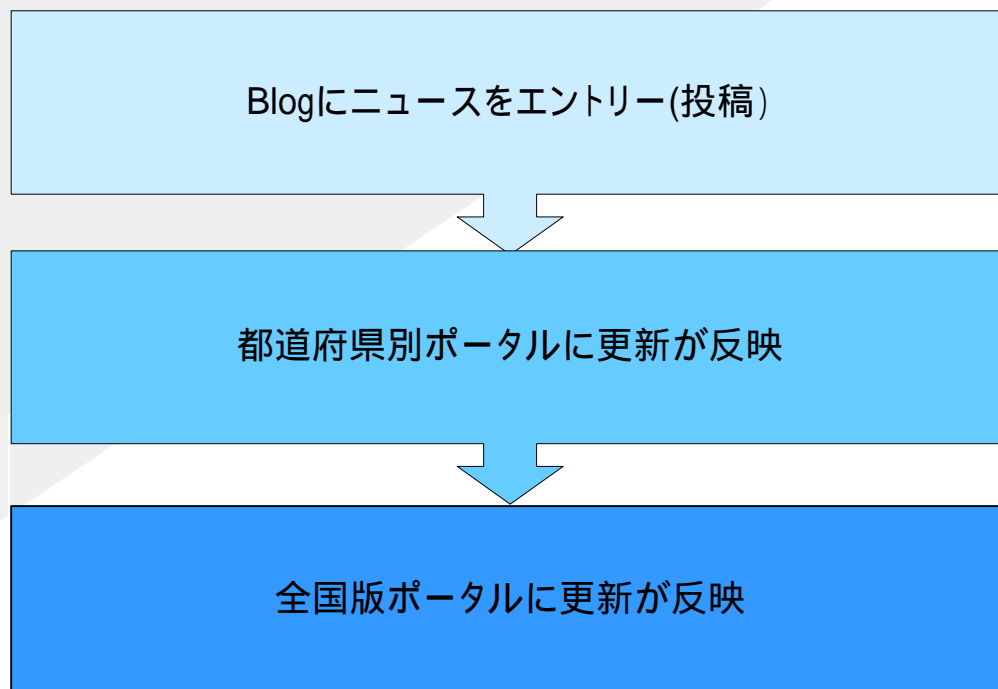 Blogにニュースをエントリー(投稿）
都道府県別ポータルに更新が反映
全国版ポータルに更新が反映